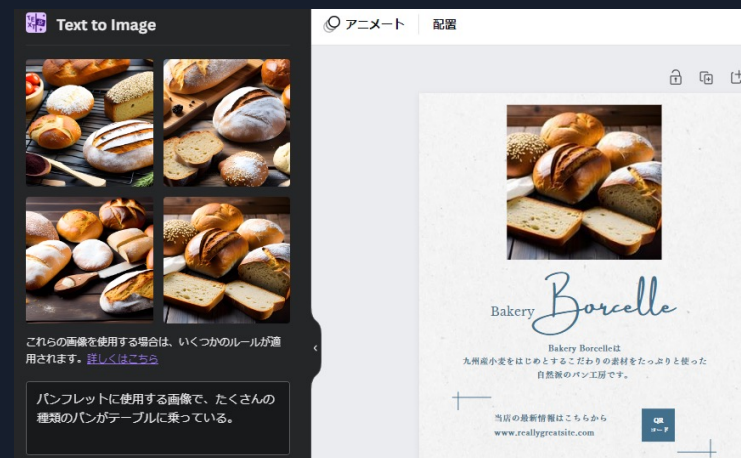 Text to Image
これらの画像を使用する場合は、いくつかのルールが適
用されます。詳しくはこちら
パンフレットに使用する画像で、たくさんの
種類のパンがテーブルに乗っている。
アニメート
配置
Bakery Borcelle
Bakery Borcelleは
九州産小麦をはじめとするこだわりの素材をたっぷりと使った
自然派のパン工房です。
当店の最新情報はこちらから
www.reallygreatsite.com
QR
コード